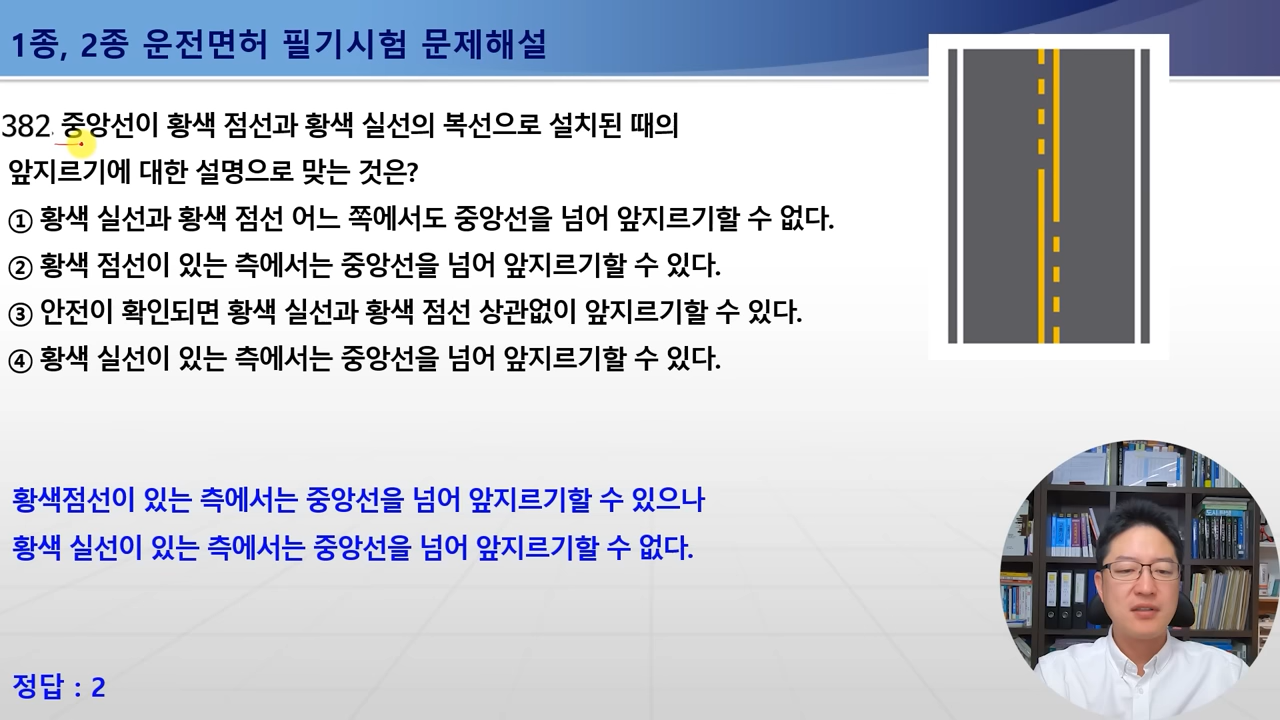 1종, 2종 운전면허 필기시험 문제해설
382. 중앙선이 황색 점선과 황색 실선의 복선으로 설치된 때의
앞지르기에 대한 설명으로 맞는 것은?
① 황색 실선과 황색 점선 어느 쪽에서도 중앙선을 넘어 앞지르기할 수 없다.
② 황색 점선이 있는 측에서는 중앙선을 넘어 앞지르기할 수 있다.
③ 안전이 확인되면 황색 실선과 황색 점선 상관없이 앞지르기할 수 있다.
④ 황색 실선이 있는 측에서는 중앙선을 넘어 앞지르기할 수 있다.
황색점선이 있는 측에서는 중앙선을 넘어 앞지르기할 수 있으나
황색 실선이 있는 측에서는 중앙선을 넘어 앞지르기할 수 없다.
정답 : 2